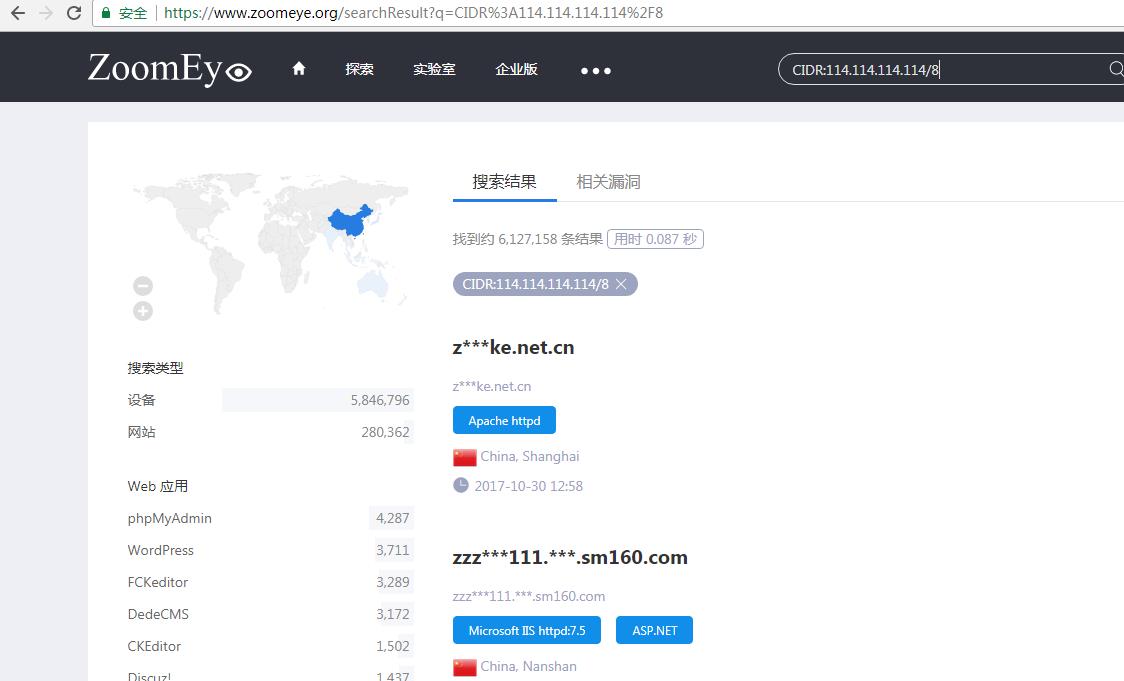 安全 https://www.zoomeye.org/searchResult?q=CIDR%3A114.114.114.114%2F8
ZoomEye 探索 实验室 企业版 ••• CIDR:114.114.114.114/8
搜索结果 相关漏洞
找到约 6,127,158 条结果 用时 0.087 秒
CIDR:114.114.114.114/8 ×
搜索类型
设备 5,846,796
网站 280,362
Web 应用
phpMyAdmin 4,287
WordPress 3,711
FCKeditor 3,289
DedeCMS 3,172
CKEditor 1,502
Discuz! 1,437
z***ke.net.cn
z***ke.net.cn
Apache httpd
China, Shanghai
2017-10-30 12:58
zzz***111.***.sm160.com
zzz***111.***.sm160.com
Microsoft IIS httpd:7.5 ASP.NET
China, Nanshan